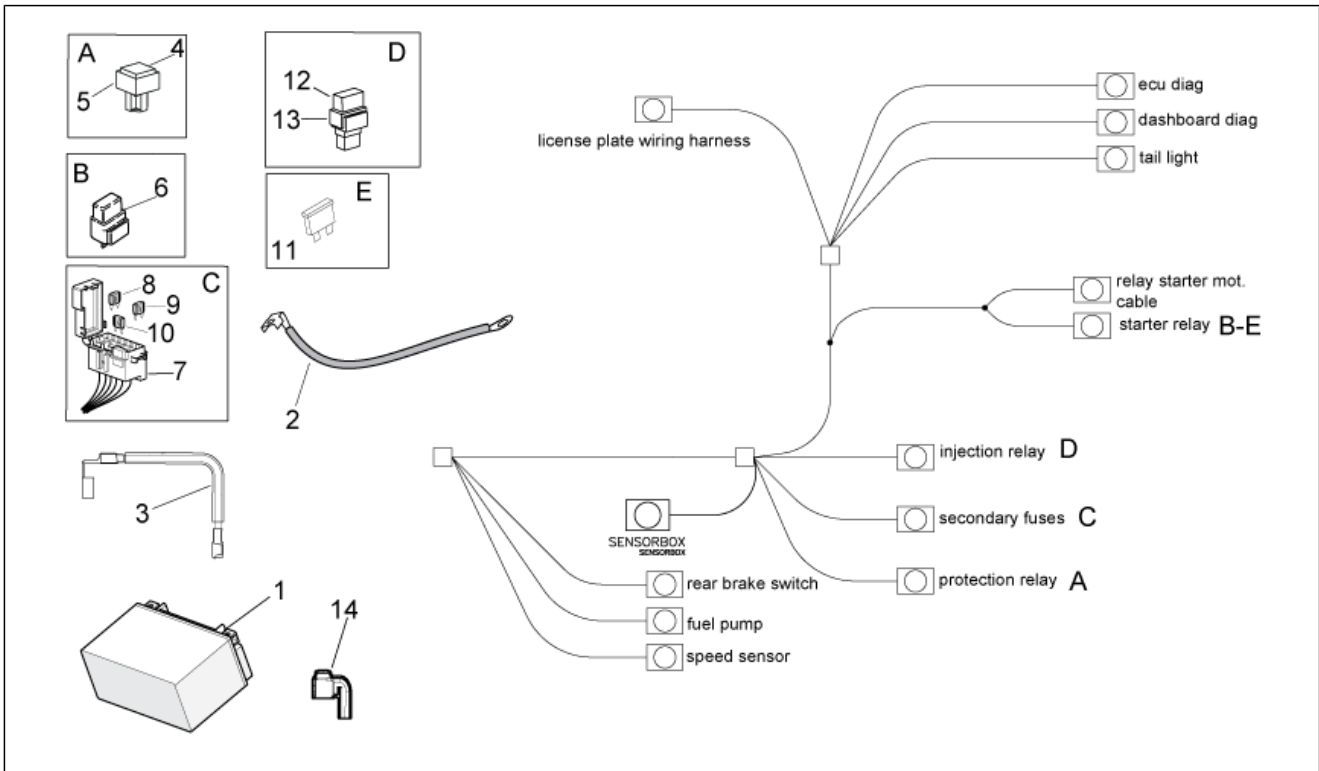 A
4
5
D
12
13
B
6
E
11
C
8
9
10
7
2
3
1
14
license plate wiring harness
ecu diag
dashboard diag
tail light
relay starter mot.
cable
starter relay B-E
injection relay D
secondary fuses C
protection relay A
SENSORBOX
SENSORBOX
rear brake switch
fuel pump
speed sensor